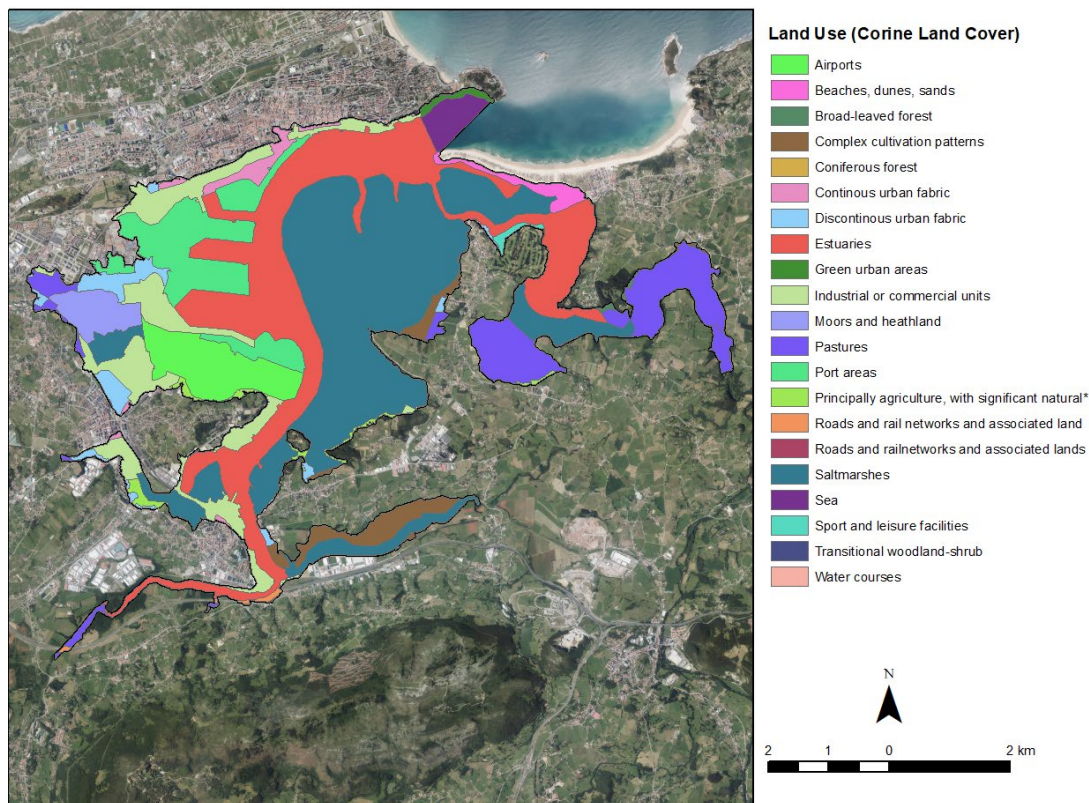 Land Use (Corine Land Cover)
Airports
Beaches, dunes, sands
Broad-leaved forest
Complex cultivation patterns
Coniferous forest
Continous urban fabric
Discontinous urban fabric
Estuaries
Green urban areas
Industrial or commercial units
Moors and heathland
Pastures
Port areas
Principally agriculture, with significant natural*
Roads and rail networks and associated land
Roads and railnetworks and associated lands
Saltmarshes
Sea
Sport and leisure facilities
Transitional woodland-shrub
Water courses
N
2 1 0 2 km